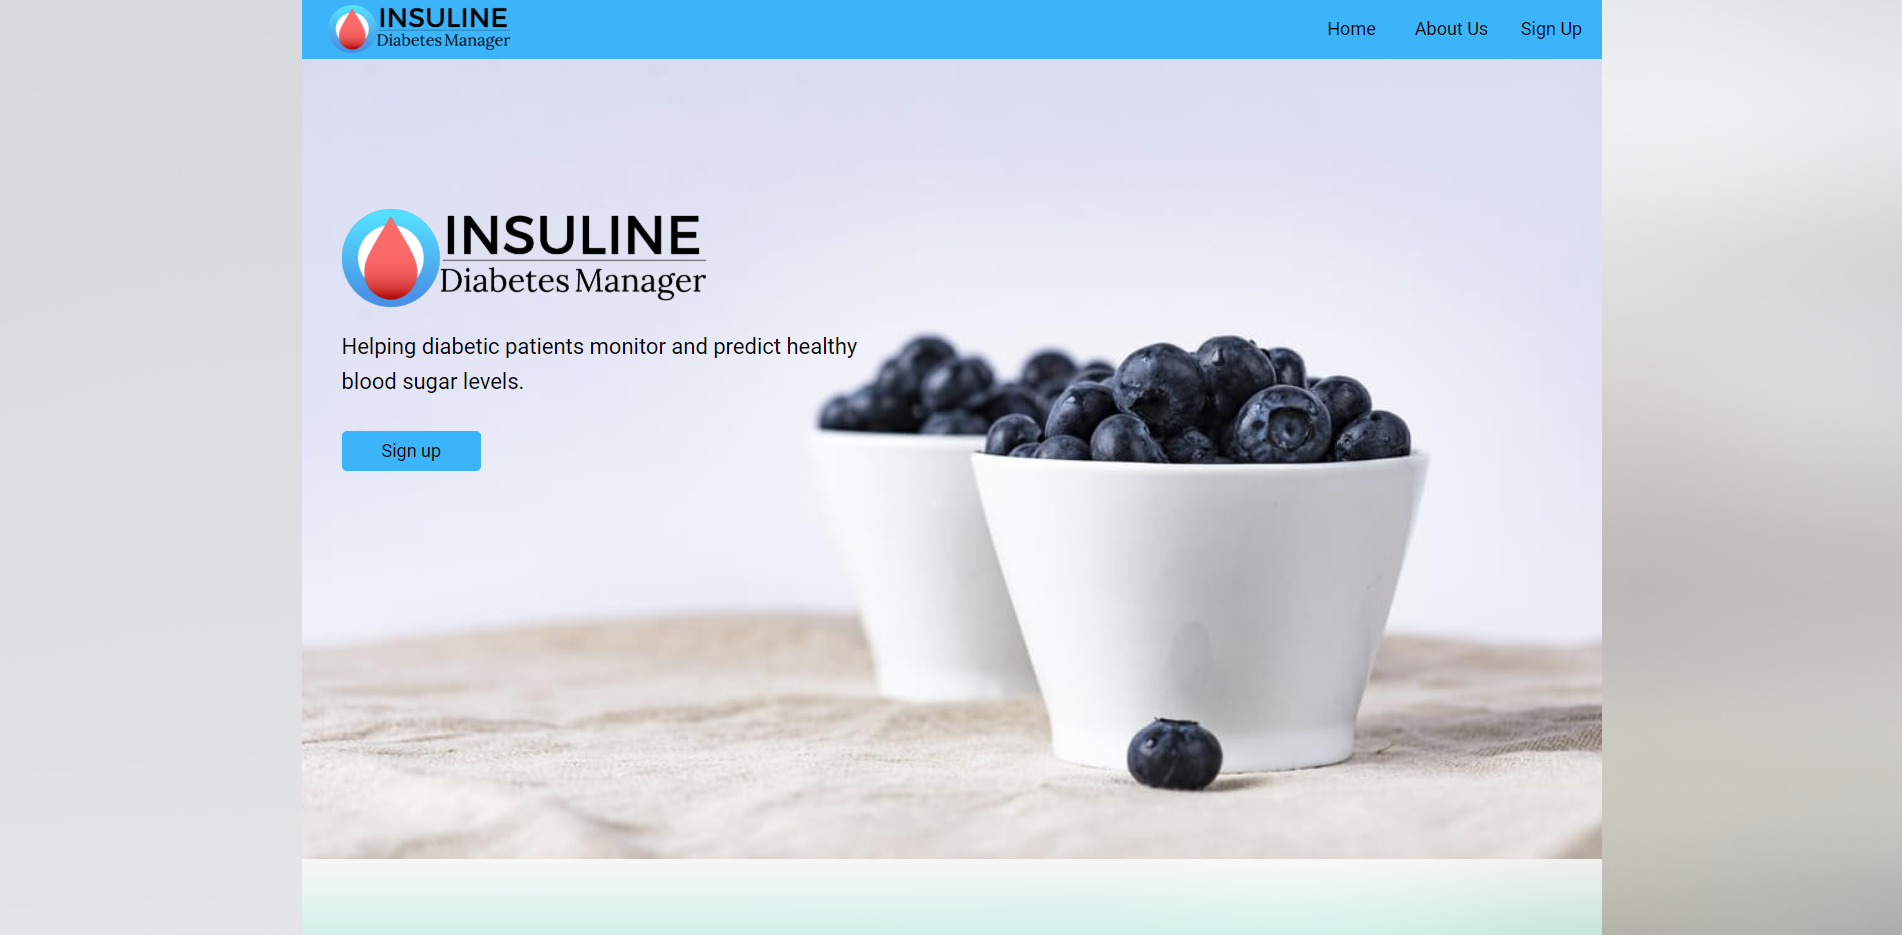 INSULINE
Diabetes Manager
Home
About Us
Sign Up
INSULINE
Diabetes Manager
Helping diabetic patients monitor and predict healthy
blood sugar levels.
Sign up